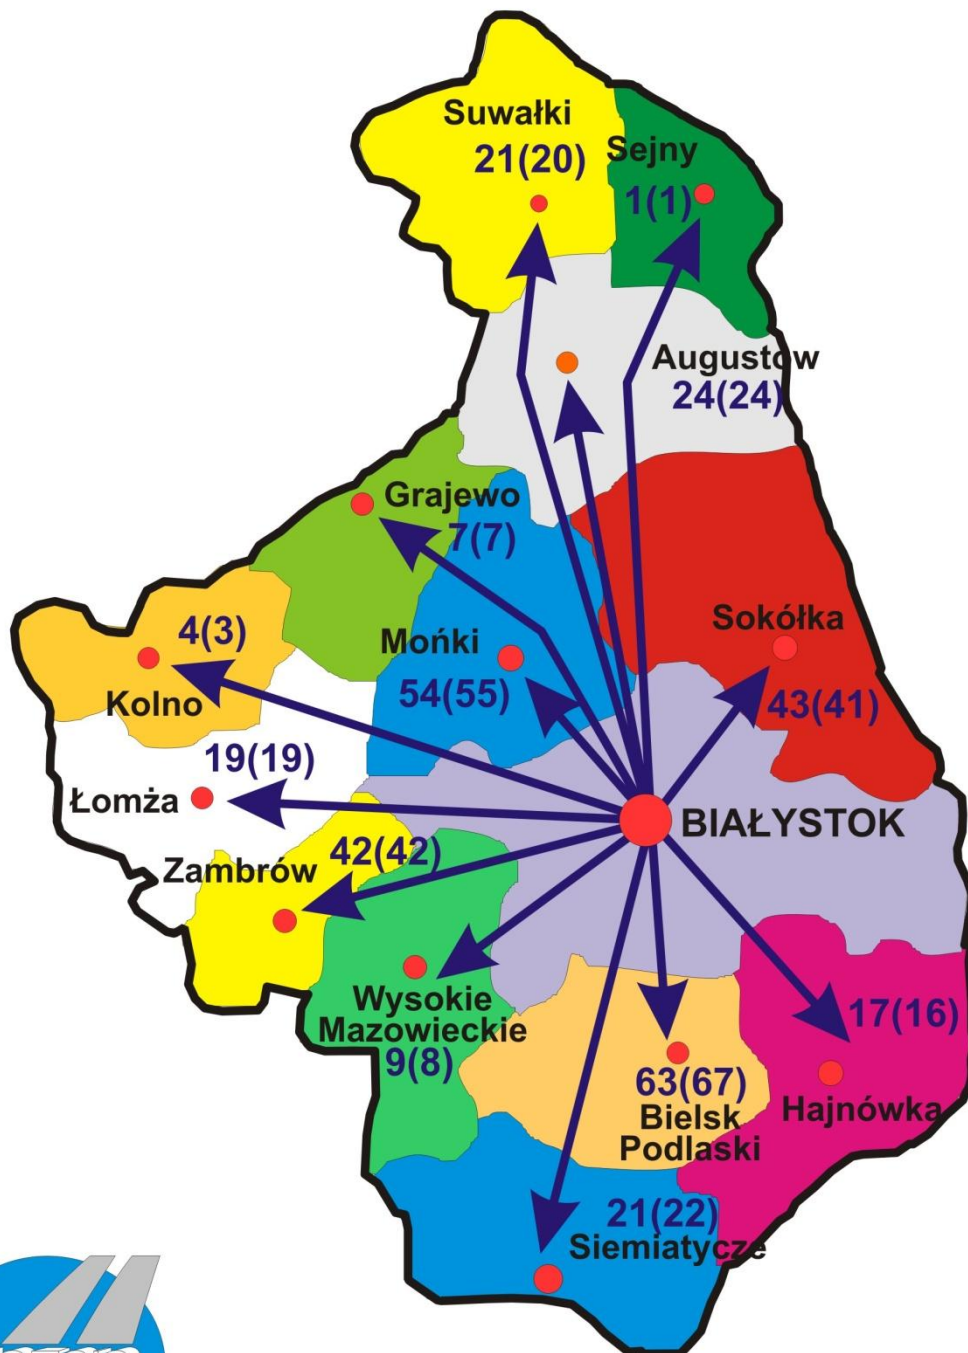 Suwałki
21(20)
Sejny
1(1)
Augustów
24(24)
Grajewo
7(7)
Mońki
54(55)
Sokółka
43(41)
4(3)
Kolno
19(19)
Łomża
BIAŁYSTOK
Zambrów
42(42)
Wysokie
Mazowieckie
9(8)
17(16)
Hajnówka
63(67)
Bielsk
Podlaski
21(22)
Siemiatycze